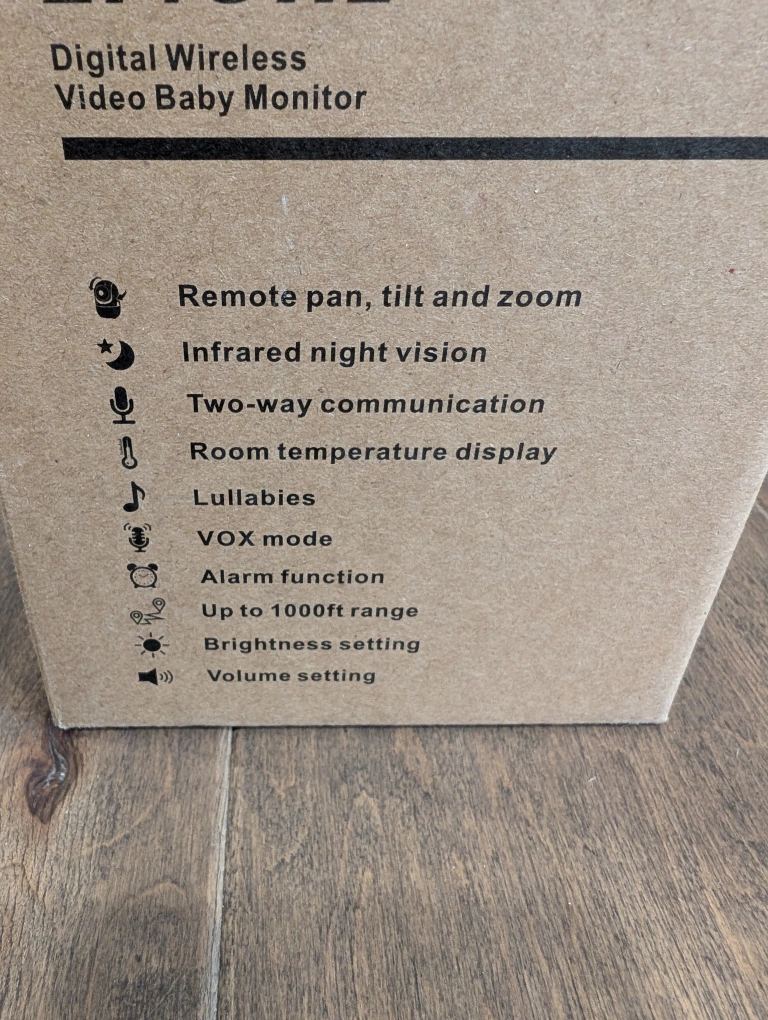 Digital Wireless
Video Baby Monitor
Remote pan, tilt and zoom
Infrared night vision
Two-way communication
Room temperature display
Lullabies
VOX mode
Alarm function
Up to 1000ft range
Brightness setting
Volume setting